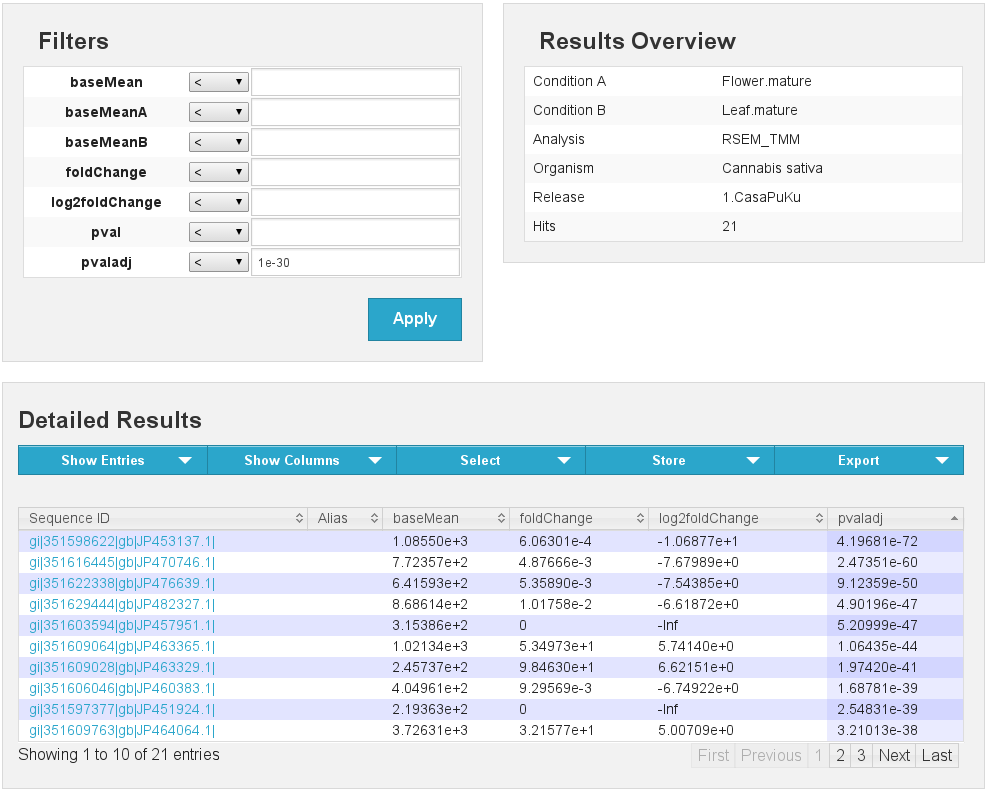 Filters
baseMean < 
baseMeanA < 
baseMeanB < 
foldChange < 
log2foldChange < 
pval < 
pvaladj < 1e-30
Apply
Results Overview
Condition A Flower.mature
Condition B Leaf.mature
Analysis RSEM_TMM
Organism Cannabis sativa
Release 1.CasaPuKu
Hits 21
Detailed Results
Show Entries Show Columns Select Store Export
Sequence ID Alias baseMean foldChange log2foldChange pvaladj
gi|351598622|gb|JP453137.1| 1.08550e+3 6.06301e-4 -1.06877e+1 4.19681e-72
gi|351616445|gb|JP470746.1| 7.72357e+2 4.87666e-3 -7.67989e+0 2.47351e-60
gi|351622338|gb|JP476639.1| 6.41593e+2 5.35890e-3 -7.54385e+0 9.12359e-50
gi|351629444|gb|JP482327.1| 8.68614e+2 1.01758e-2 -6.61872e+0 4.90196e-47
gi|351603594|gb|JP457951.1| 3.15386e+2 0 -Inf 5.20999e-47
gi|351609064|gb|JP463365.1| 1.02134e+3 5.34973e+1 5.74140e+0 1.06435e-44
gi|351609028|gb|JP463329.1| 2.45737e+2 9.84630e+1 6.62151e+0 1.97420e-41
gi|351606046|gb|JP460383.1| 4.04961e+2 9.29569e-3 -6.74922e+0 1.68781e-39
gi|351597377|gb|JP451924.1| 2.19363e+2 0 -Inf 2.54831e-39
gi|351609763|gb|JP464064.1| 3.72631e+3 3.21577e+1 5.00709e+0 3.21013e-38
Showing 1 to 10 of 21 entries First Previous 1 2 3 Next Last